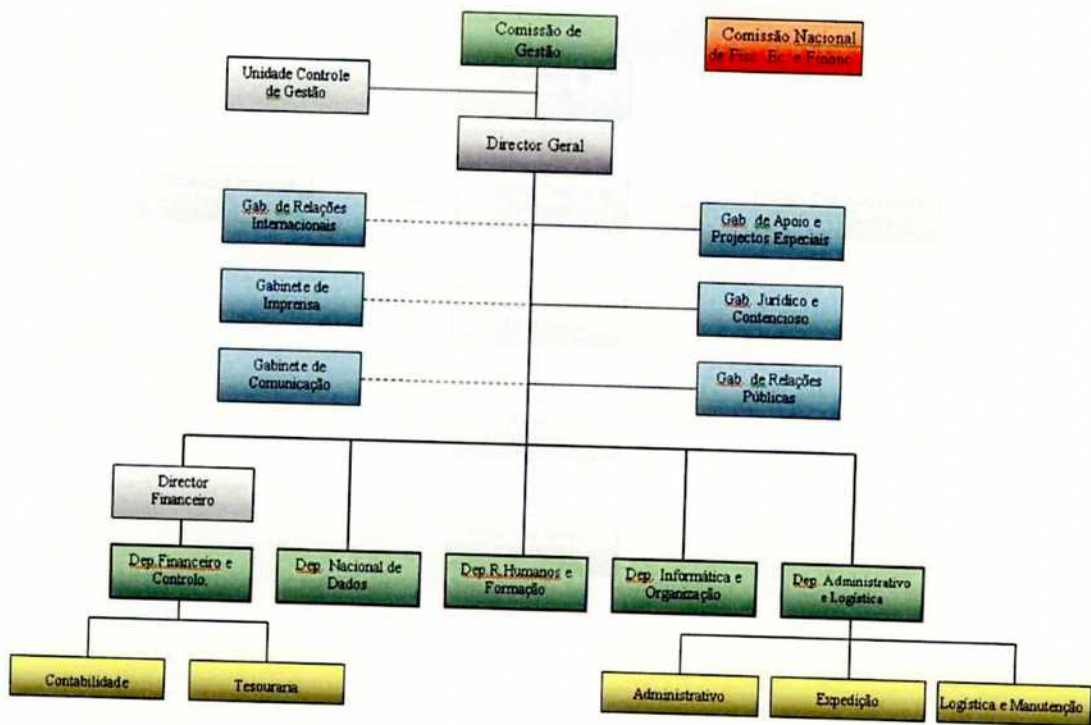 Comissão de
Gestão
Comissão Nacional
de Fisc. Ec. e Financ.
Unidade Controle
de Gestão
Director Geral
Gab. de Relações
Internacionais
Gab. de Apoio e
Projectos Especiais
Gabinete de
Imprensa
Gab. Jurídico e
Contencioso
Gabinete de
Comunicação
Gab. de Relações
Públicas
Director
Financeiro
Dep.Financeiro e
Controlo.
Dep. Nacional de
Dados
Dep.R.Humanos e
Formação
Dep. Informática e
Organização
Dep. Administrativo
e Logística
Contabilidade
Tesouraria
Administrativo
Expedição
Logística e Manutenção